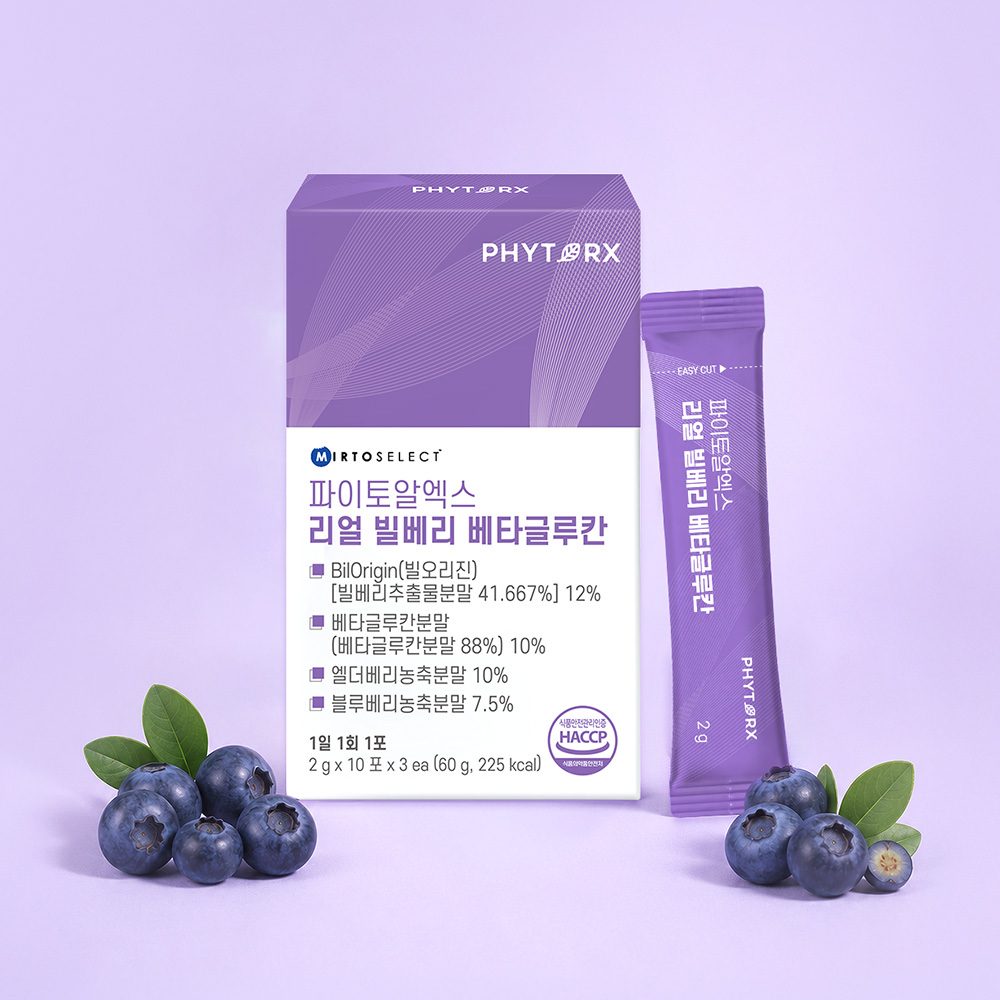 PHYTORX
PHYTORX
MIRTOSELECT
파이토알엑스
리얼 빌베리 베타글루칸
BilOrigin(빌오리진)
[빌베리추출물분말 41.667%] 12%
베타글루칸분말
(베타글루칸분말 88%) 10%
엘더베리농축분말 10%
블루베리농축분말 7.5%
1일 1회 1포
2 g x 10 포 x 3 ea (60 g, 225 kcal)
식품안전관리인증
HACCP
식품의약품안전처
EASY CUT ▶
파이토알엑스
리얼 빌베리 베타글루칸
PHYTORX
2 g